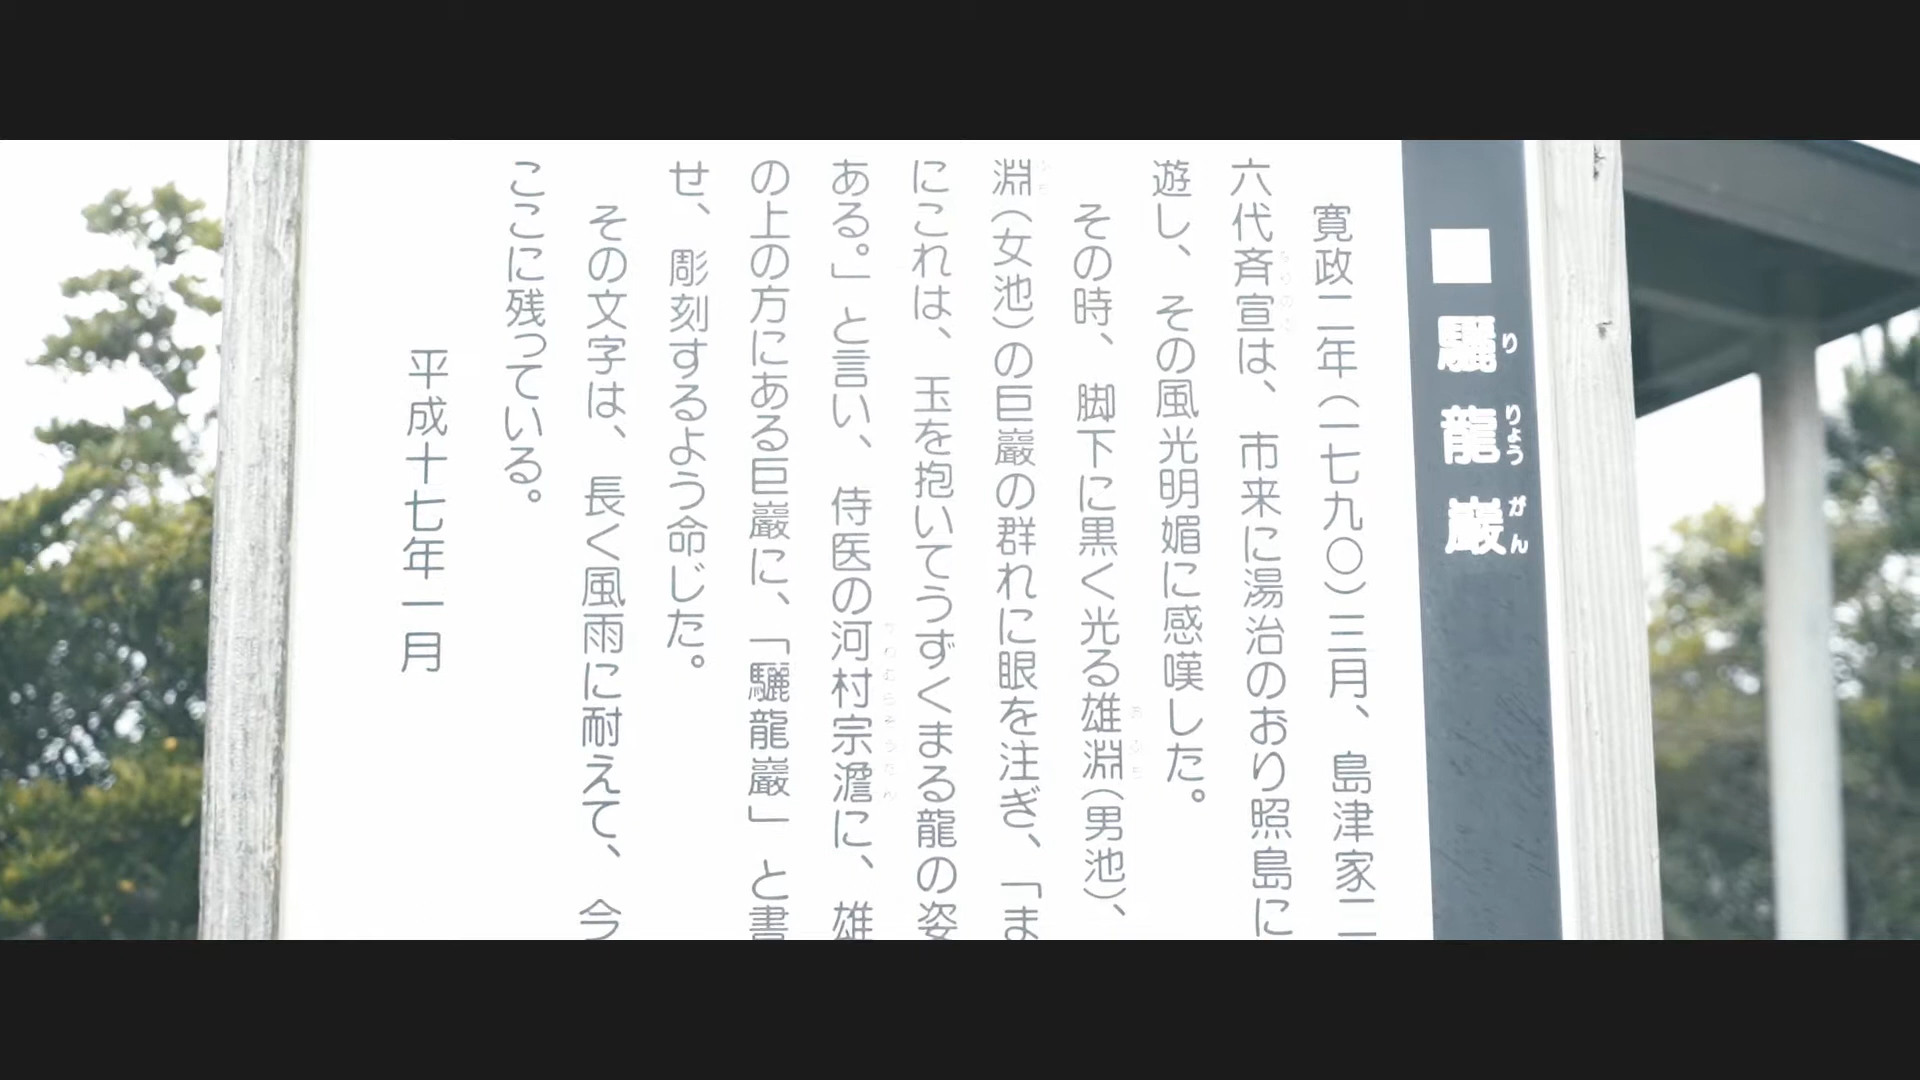 ■驪龍巌
りりょうがん
寛政二年（一七九〇）三月、島津家二
六代斉宣は、市来に湯治のおり照島に
遊し、その風光明媚に感嘆した。
その時、脚下に黒く光る雄淵（男池）、
淵（女池）の巨巖の群れに眼を注ぎ、「ま
にこれは、玉を抱いてうずくまる龍の姿
ある。」と言い、侍医の河村宗澹に、雄
の上の方にある巨巖に、「驪龍巖」と書
せ、彫刻するよう命じた。
その文字は、長く風雨に耐えて、今
ここに残っている。
平成十七年一月